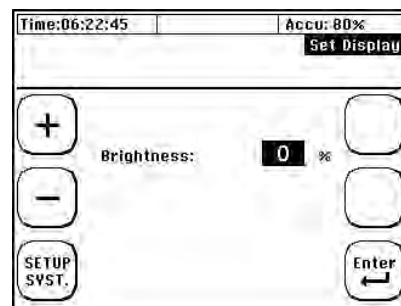 Time:06:22:45 Accu: 80%
Set Display
+
Brightness: 0 %
-
SETUP
SYST.
Enter